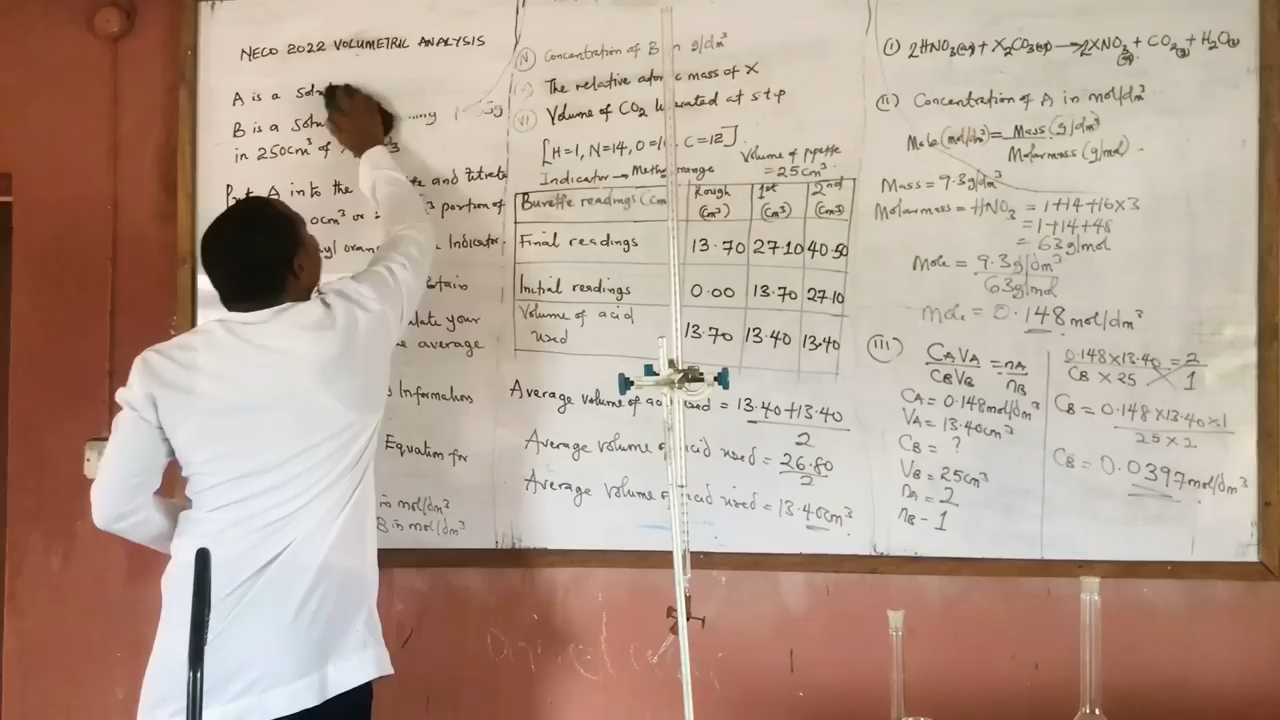 NECO 2022 VOLUMETRIC ANALYSIS
A is a
B is a
in 250cm³ of
Put A into the and titrate
0cm³ or portion of
Indicator.
average
Information
Equation for
in mol/dm³
B in mol/dm³
(IV) Concentration of B in g/dm³
The relative atomic mass of X
(VI) Volume of CO₂ liberated at s.t.p
[H=1, N=14, O=16, C=12]
Indicator → Methyl orange
Volume of pipette
= 25cm³
Burette readings (cm³) Rough (cm³) 1st (cm³) 2nd (cm³)
Final readings 13.70 27.10 40.50
Initial readings 0.00 13.70 27.10
Volume of acid used 13.70 13.40 13.40
Average volume of acid used = 13.40+13.40
2
Average volume of acid used = 26.80
2
Average volume of acid used = 13.40cm³
(I) 2HNO₃(aq) + X₂CO₃(aq) → 2XNO₃(aq) + CO₂(g) + H₂O(l)
(II) Concentration of A in mol/dm³
Mole (mol/dm³) = Mass (g/dm³)
Molar mass (g/mol).
Mass = 9.3g/dm³
Molar mass = HNO₃ = 1+14+16×3
= 1+14+48
= 63g/mol
Mole = 9.3g/dm³
63g/mol
Mole = 0.148 mol/dm³
(III) CAVA = nA
CBVB nB
CA = 0.148mol/dm³
VA = 13.40cm³
CB = ?
VB = 25cm³
nA = 2
nB - 1
0.148×13.40 = 2
CB × 25 1
CB = 0.148×13.40×1
25×2
CB = 0.0397mol/dm³